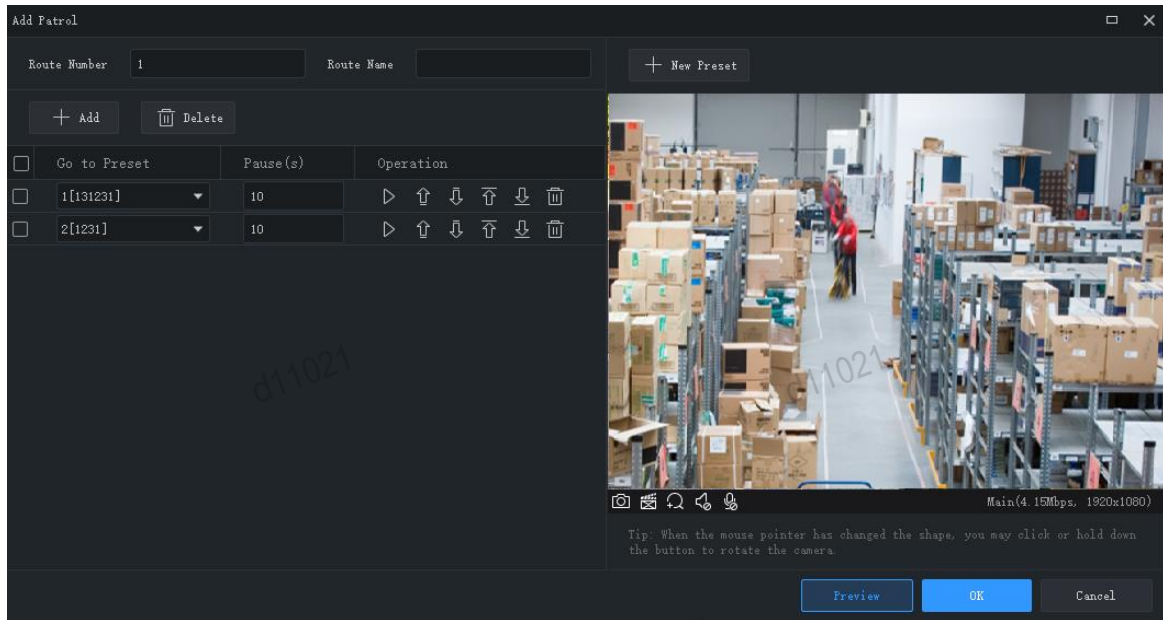 Add Patrol
Route Number 1 Route Name
+ New Preset
+ Add Delete
Go to Preset Pause(s) Operation
1[131231] 10
2[1231] 10
d11021
d11021
Main(4.15Mbps, 1920x1080)
Tip: When the mouse pointer has changed the shape, you may click or hold down
the button to rotate the camera.
Preview OK Cancel